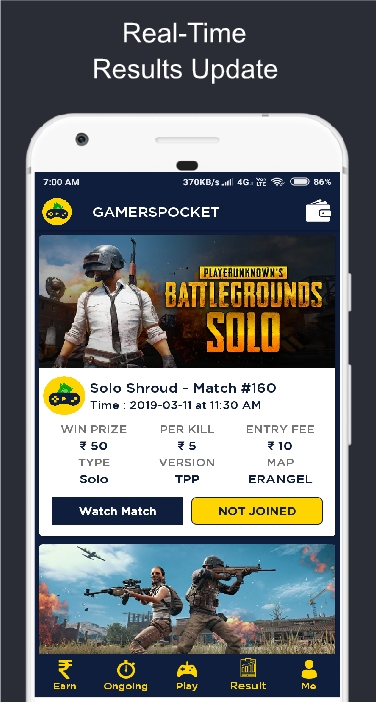 Real-Time
Results Update
7:00 AM 370KB/s 4G VoLTE 86%
GAMERSPOCKET
PLAYERUNKNOWN'S
BATTLEGROUNDS
SOLO
Solo Shroud - Match #160
Time : 2019-03-11 at 11:30 AM
WIN PRIZE PER KILL ENTRY FEE
₹ 50 ₹ 5 ₹ 10
TYPE VERSION MAP
Solo TPP ERANGEL
Watch Match NOT JOINED
Earn Ongoing Play Result Me